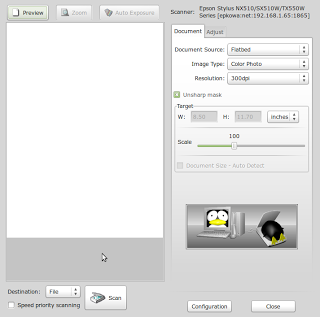 Preview Zoom Auto Exposure
Scanner: Epson Stylus NX510/SX510W/TX550W
Series [epkowa:net:192.168.1.65:1865]
Document Adjust
Document Source: Flatbed
Image Type: Color Photo
Resolution: 300dpi
Unsharp mask
Target
W: 8.50 H: 11.70 inches
100
Scale
Document Size - Auto Detect
Destination: File
Scan
Speed priority scanning
Configuration Close